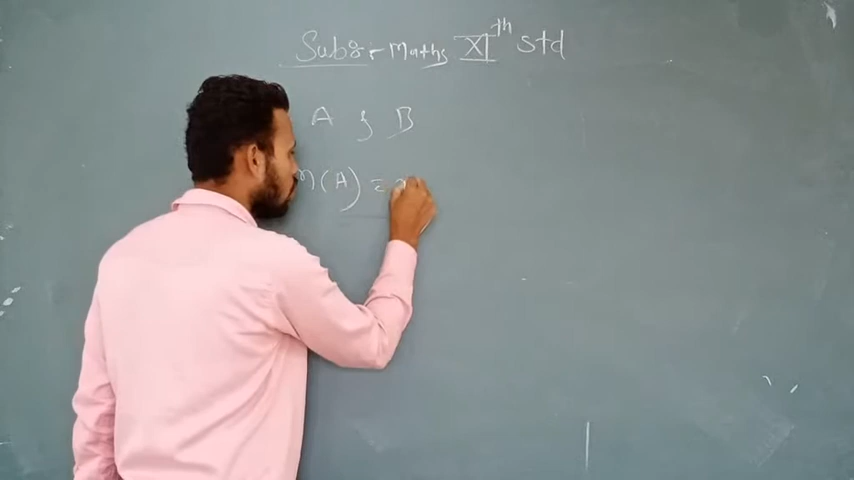 Sub:- Maths XI th std
A & B
n(A) =